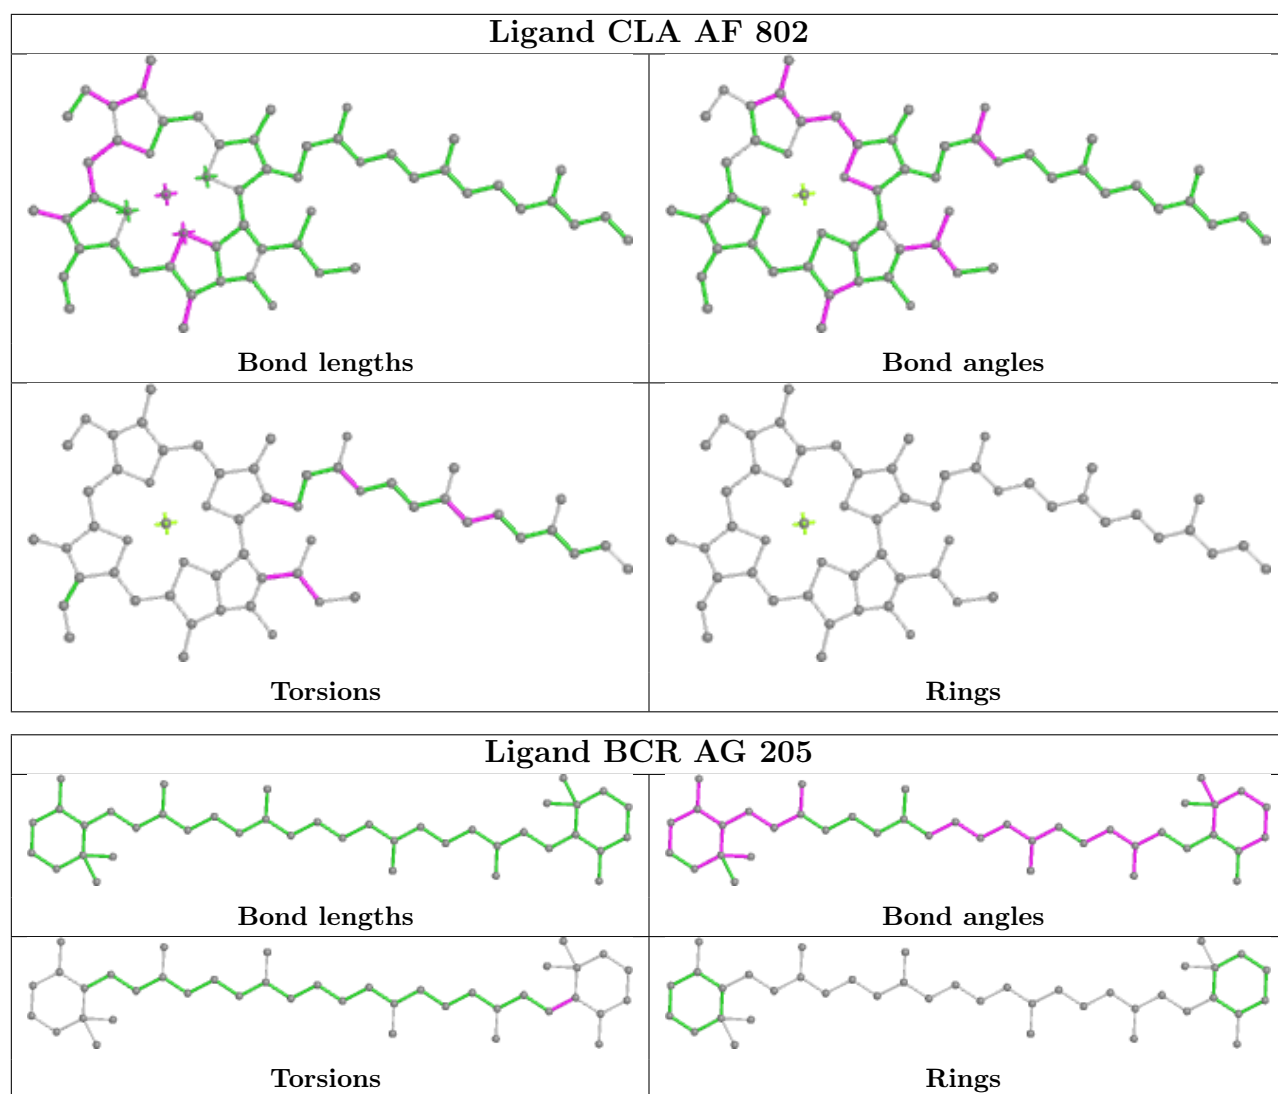 Ligand CLA AF 802
Bond lengths
Bond angles
Torsions
Rings
Ligand BCR AG 205
Bond lengths
Bond angles
Torsions
Rings